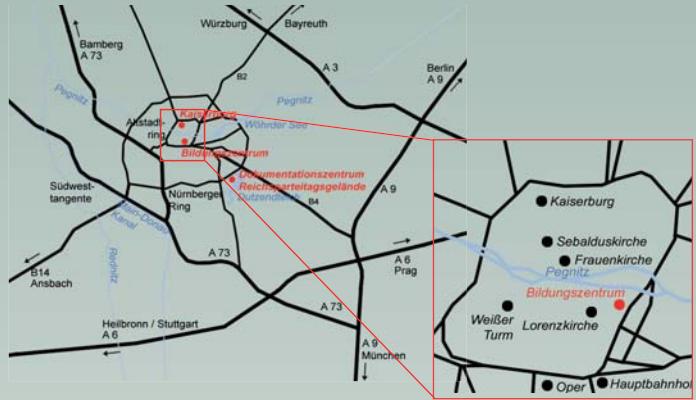 Würzburg
Bayreuth
Bamberg
A 73
A 3
Berlin
A 9
B2
Pegnitz
Pegnitz
Kaiserburg
Altstadt-
ring
Wöhrder See
Bildungszentrum
Dokumentationszentrum
Reichsparteitagsgelände
Dutzendteich
Südwest-
tangente
Nürnberger
Ring
B4
A 9
Main-Donau
Kanal
Rednitz
A 73
B14
Ansbach
A 6
Prag
A 73
Heilbronn / Stuttgart
A 6
A 9
München
Kaiserburg
Sebalduskirche
Frauenkirche
Pegnitz
Bildungszentrum
Weißer
Turm
Lorenzkirche
Oper
Hauptbahnhof